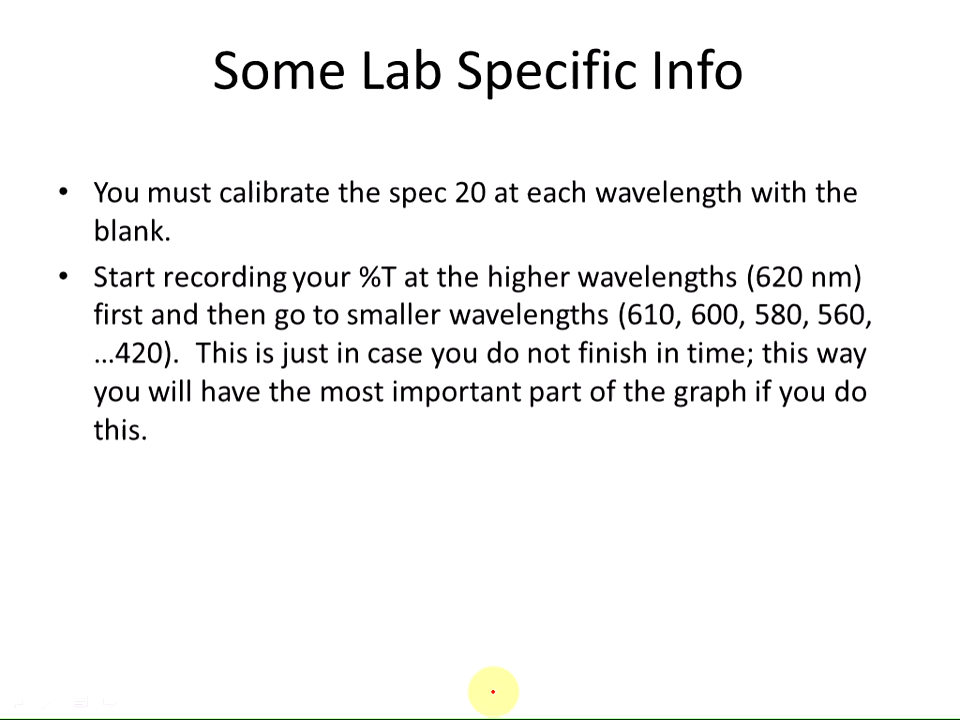 Some Lab Specific Info
• You must calibrate the spec 20 at each wavelength with the
blank.
• Start recording your %T at the higher wavelengths (620 nm)
first and then go to smaller wavelengths (610, 600, 580, 560,
…420).  This is just in case you do not finish in time; this way
you will have the most important part of the graph if you do
this.